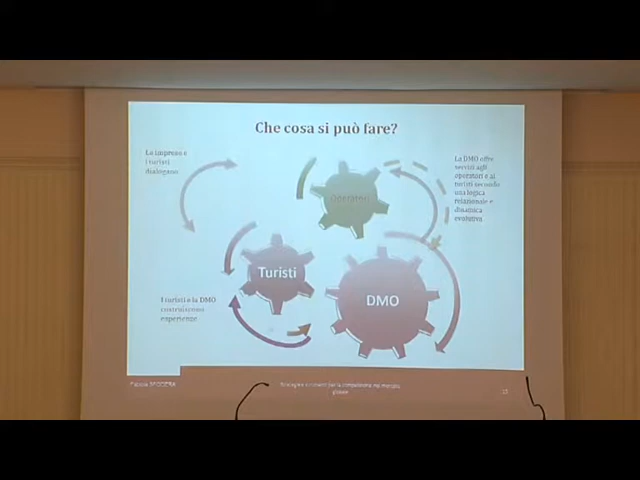 Che cosa si può fare?
Le imprese e
i turisti
dialogano
La DMO offre
servizi agli
operatori e ai
turisti secondo
una logica
relazionale e
dinamica
evolutiva
Operatori
Turisti
DMO
I turisti e la DMO
costruiscono
esperienze